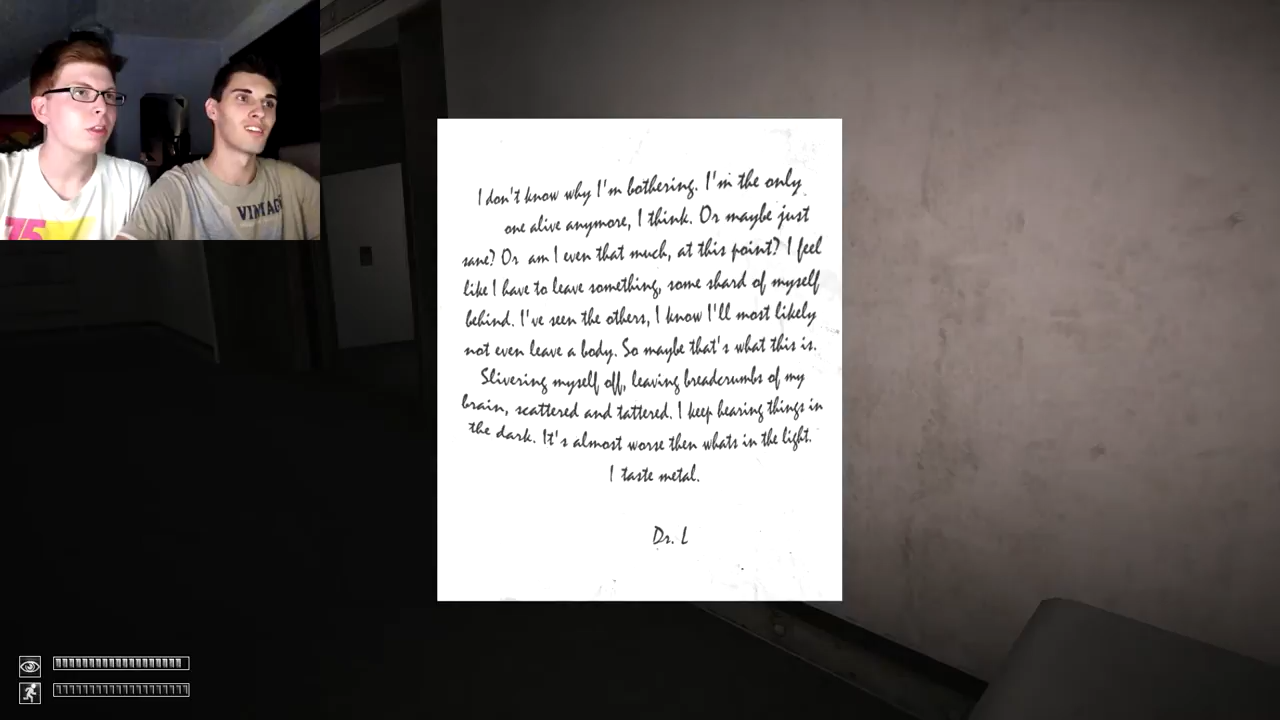 75
VINTAG
I don't know why I'm bothering. I'm the only
one alive anymore, I think. Or maybe just
sane? Or am I even that much, at this point? I feel
like I have to leave something, some shard of myself
behind. I've seen the others, I know I'll most likely
not even leave a body. So maybe that's what this is.
Slivering myself off, leaving breadcrumbs of my
brain, scattered and tattered. I keep hearing things in
the dark. It's almost worse then whats in the light.
I taste metal.
Dr. L